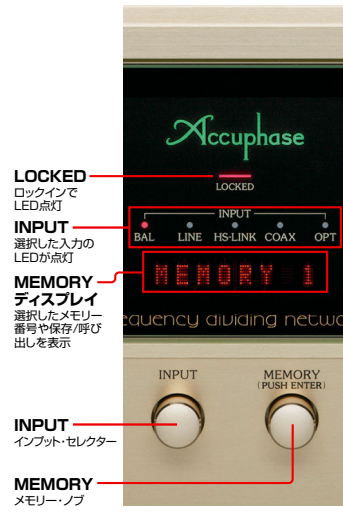 Accuphase
LOCKED
ロックインで
LED点灯
LOCKED
INPUT
選択した入力の
LEDが点灯
INPUT
BAL LINE HS-LINK COAX OPT
MEMORY
ディスプレイ
選択したメモリー
番号や保存/呼び
出しを表示
MEMORY 1
equency dividing netwo
INPUT
MEMORY
(PUSH ENTER)
INPUT
インプット・セレクター
MEMORY
メモリー・ノブ